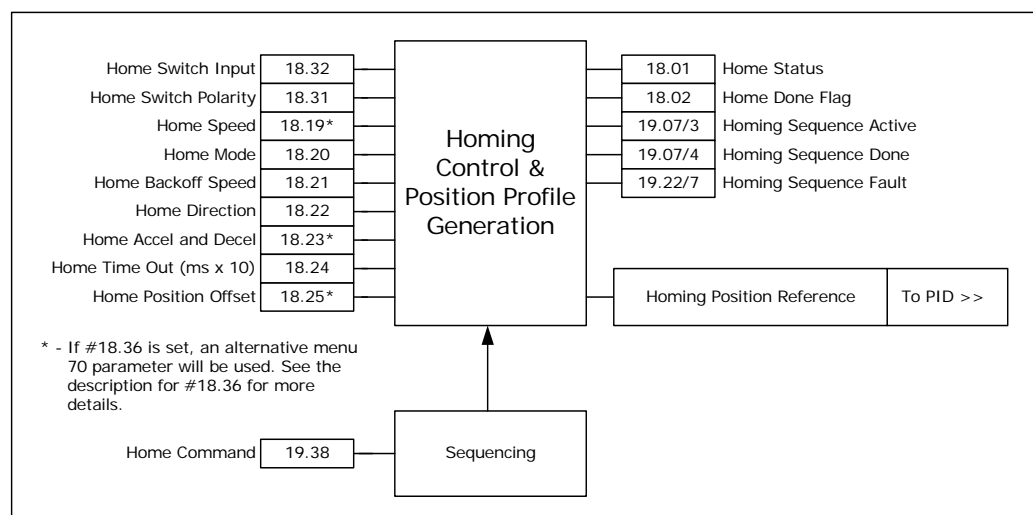 Home Switch Input 18.32
Home Switch Polarity 18.31
Home Speed 18.19*
Home Mode 18.20
Home Backoff Speed 18.21
Home Direction 18.22
Home Accel and Decel 18.23*
Home Time Out (ms x 10) 18.24
Home Position Offset 18.25*
Homing
Control &
Position Profile
Generation
18.01 Home Status
18.02 Home Done Flag
19.07/3 Homing Sequence Active
19.07/4 Homing Sequence Done
19.22/7 Homing Sequence Fault
Homing Position Reference To PID >>
* - If #18.36 is set, an alternative menu
70 parameter will be used. See the
description for #18.36 for more
details.
Home Command 19.38
Sequencing